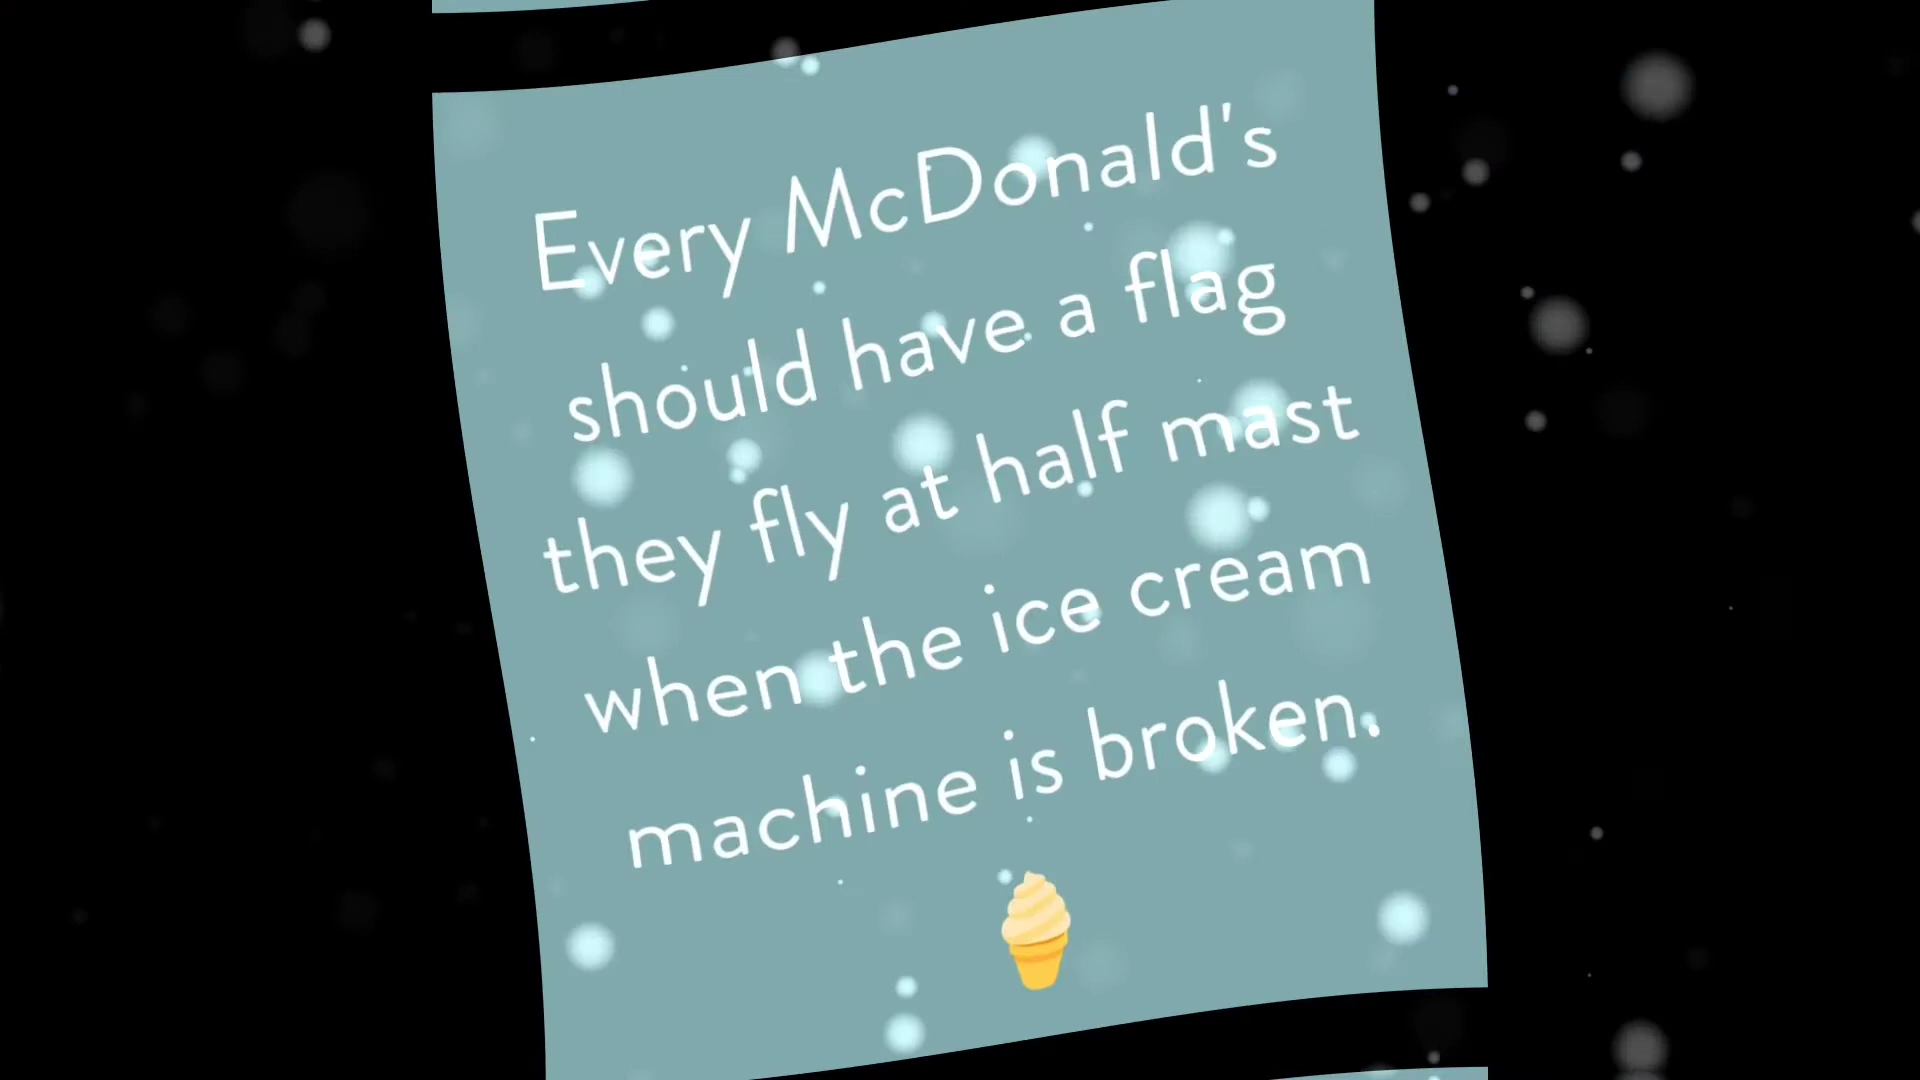 Every McDonald's
should have a flag
they fly at half mast
when the ice cream
machine is broken.